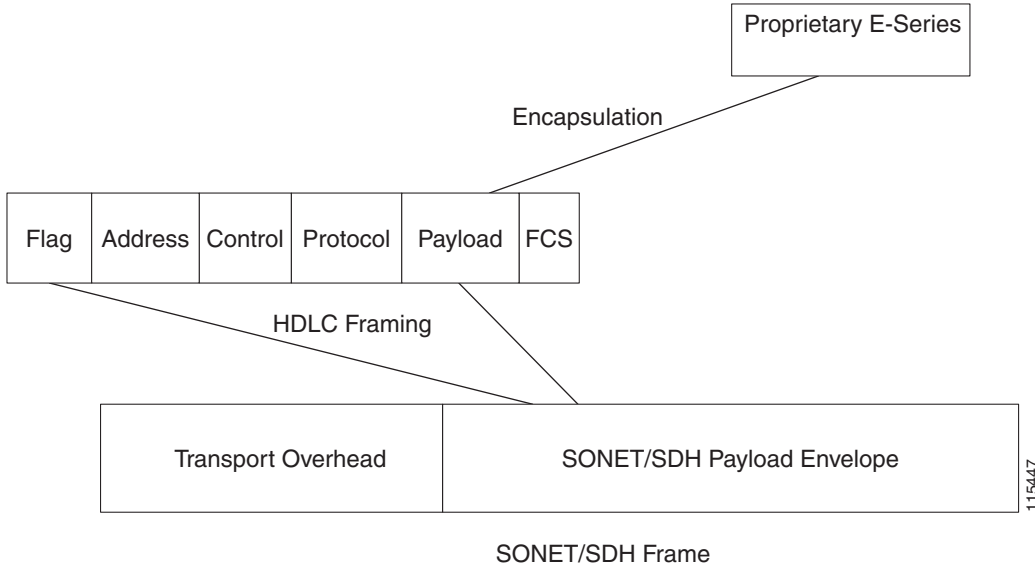 Proprietary E-Series
Encapsulation
Flag Address Control Protocol Payload FCS
HDLC Framing
Transport Overhead SONET/SDH Payload Envelope
115447
SONET/SDH Frame